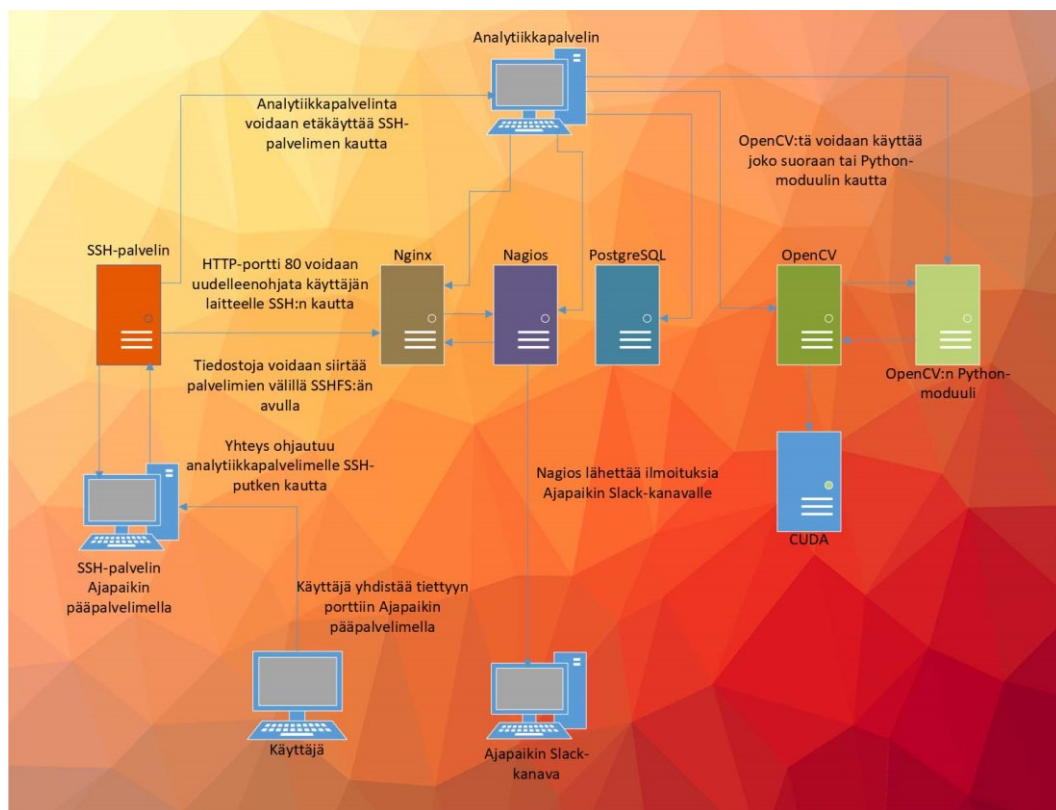 Analytiikkapalvelin
Analytiikkapalvelinta
voidaan etäkäyttää SSH-
palvelimen kautta
OpenCV:tä voidaan käyttää
joko suoraan tai Python-
moduulin kautta
SSH-palvelin
HTTP-portti 80 voidaan
uudelleenohjata käyttäjän
laitteelle SSH:n kautta
Nginx
Nagios
PostgreSQL
OpenCV
Tiedostoja voidaan siirtää
palvelimien välillä SSHFS:än
avulla
OpenCV:n Python-
moduuli
Yhteys ohjautuu
analytiikkapalvelimelle SSH-
putken kautta
Nagios lähettää ilmoituksia
Ajapaikin Slack-kanavalle
CUDA
SSH-palvelin
Ajapaikin
pääpalvelimella
Käyttäjä yhdistää tiettyyn
porttiin Ajapaikin
pääpalvelimella
Käyttäjä
Ajapaikin Slack-
kanava